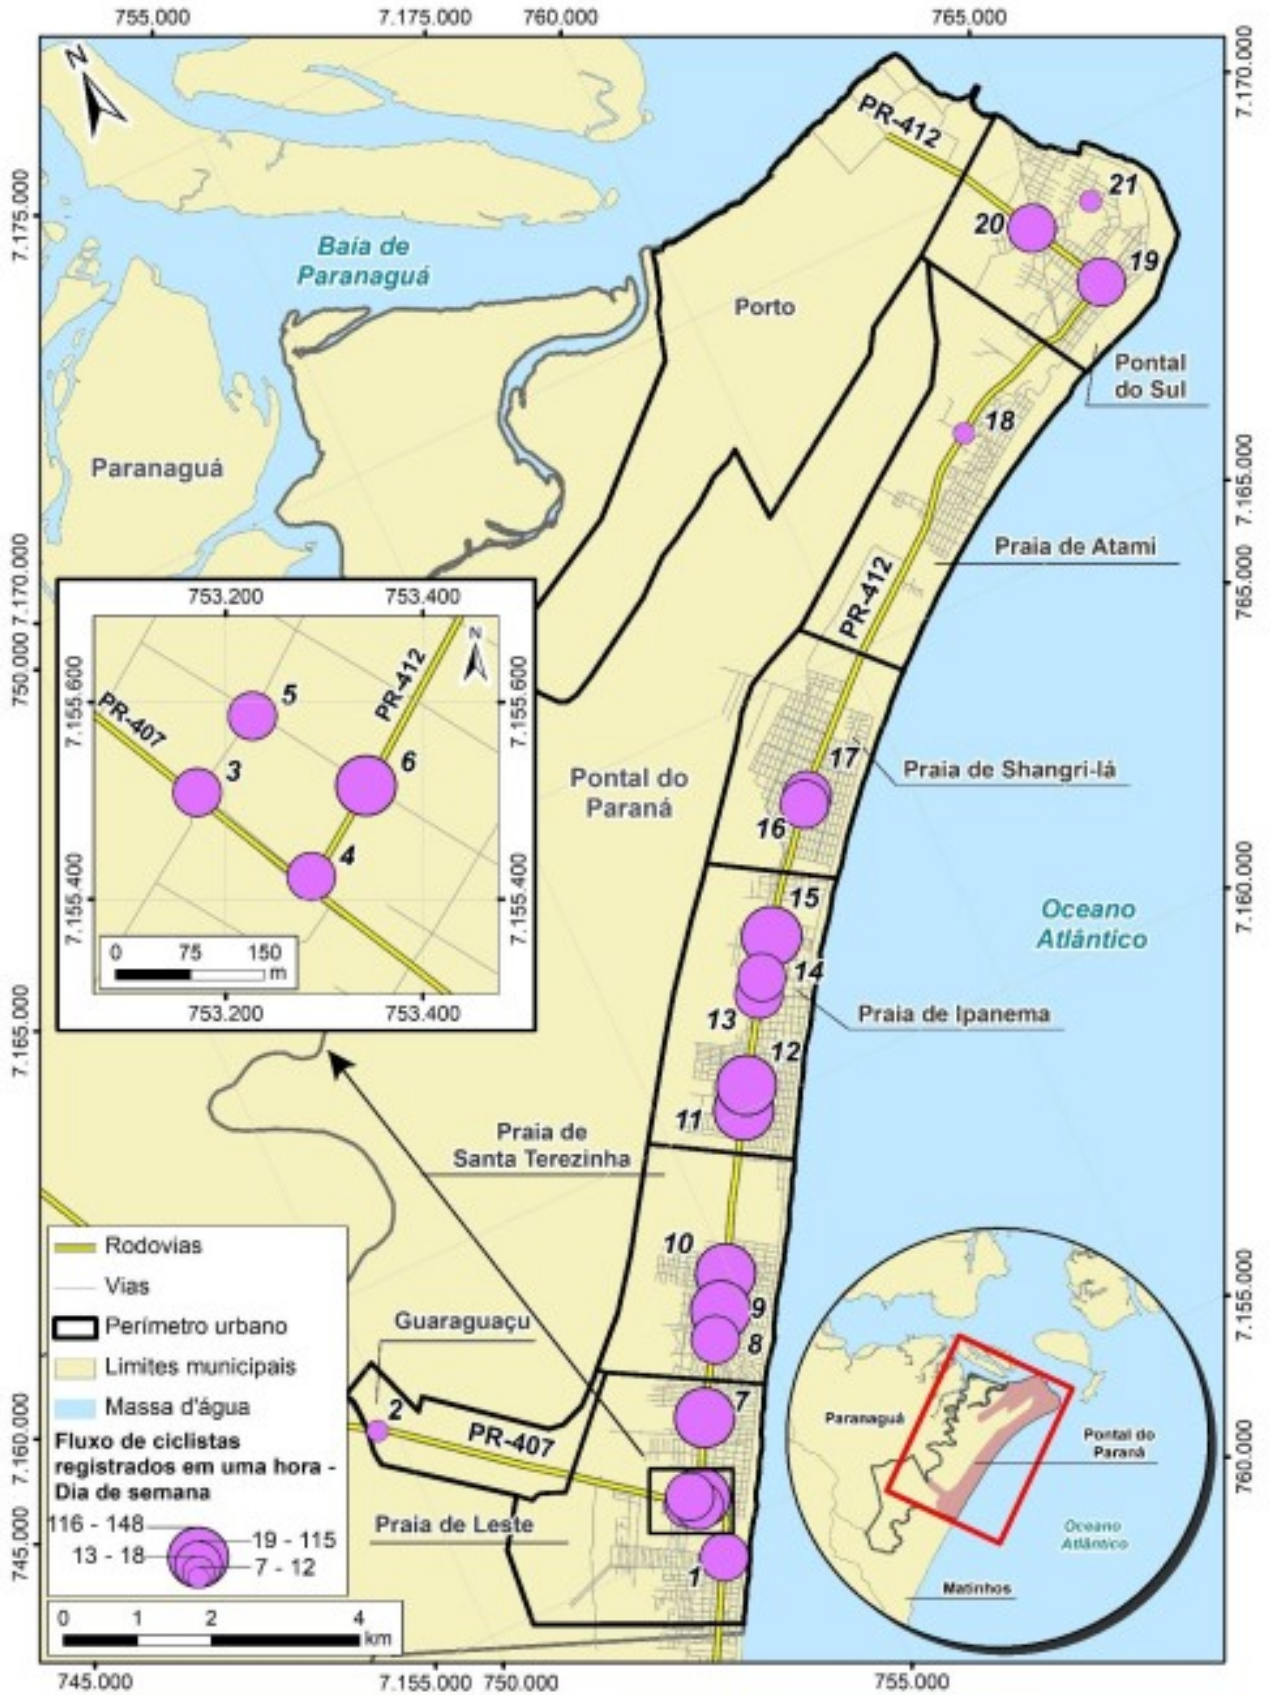 755.000
7.175.000
760.000
765.000
7.170.000
N
PR-412
21
20
19
7.175.000
Baía de
Paranaguá
Porto
Pontal
do Sul
18
Paranaguá
7.165.000
Praia de Atami
765.000
PR-412
7.170.000
750.000
753.200
753.400
N
7.155.600
7.155.600
PR-407
PR-412
5
3
6
4
7.155.400
7.155.400
0
75
150
m
753.200
753.400
Pontal do
Paraná
17
Praia de Shangri-lá
16
7.160.000
15
Oceano
Atlântico
14
13
Praia de Ipanema
12
11
7.165.000
Praia de
Santa Terezinha
10
9
8
7.155.000
Guaraguaçu
2
7
PR-407
Praia de Leste
1
7.160.000
745.000
760.000
Rodovias
Vias
Perímetro urbano
Limites municipais
Massa d'água
Fluxo de ciclistas
registrados em uma hora -
Dia de semana
116 - 148
19 - 115
13 - 18
7 - 12
0
1
2
4
km
Paranaguá
Pontal do
Paraná
Oceano
Atlântico
Matinhos
745.000
7.155.000
750.000
755.000